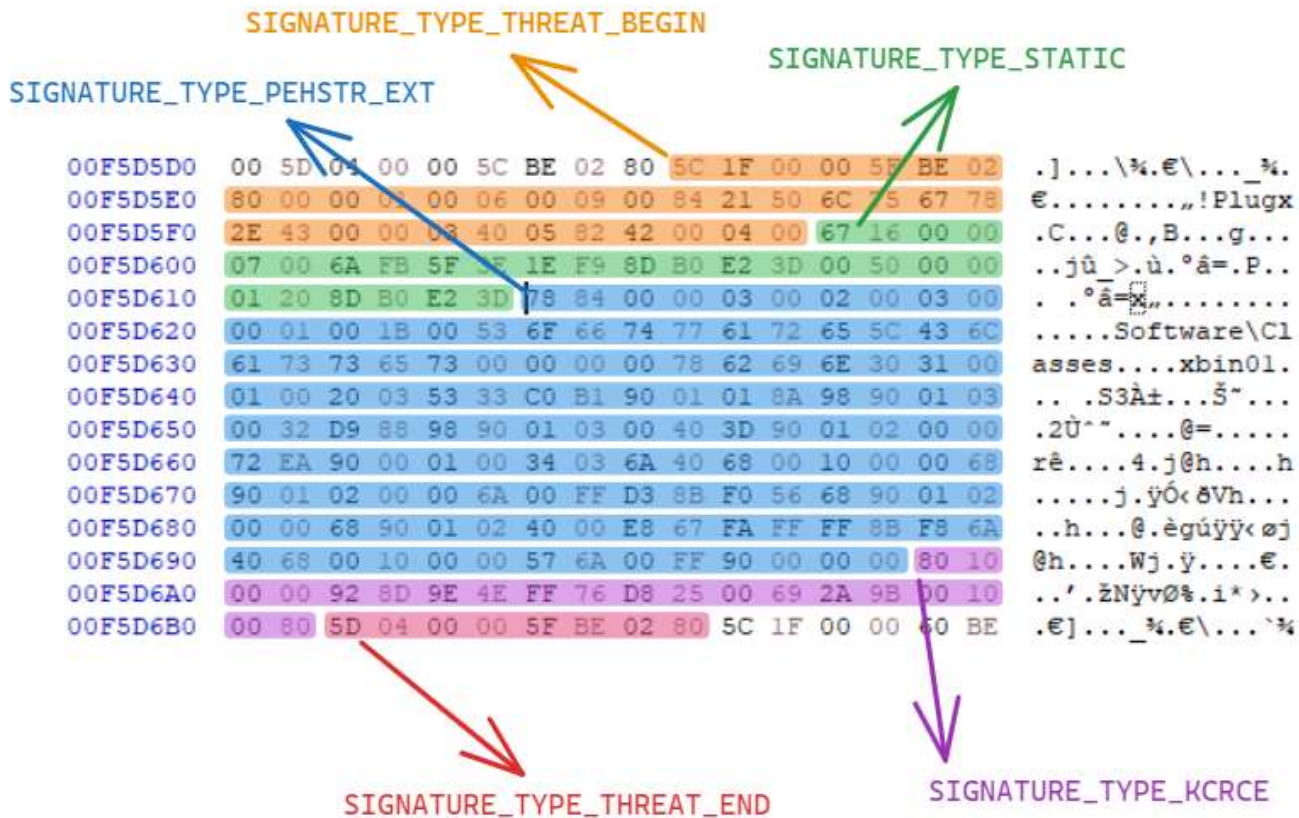 SIGNATURE_TYPE_THREAT_BEGIN
SIGNATURE_TYPE_STATIC
SIGNATURE_TYPE_PEHSTR_EXT
00F5D5D0 00 5D 04 00 00 5C BE 02 80 5C 1F 00 00 5F BE 02 .]...\¾.€\..._¾.
00F5D5E0 80 00 00 01 00 06 00 09 00 84 21 50 6C 75 67 78 €........„!Plugx
00F5D5F0 2E 43 00 00 03 40 05 82 42 00 04 00 67 16 00 00 .C...@.‚B...g...
00F5D600 07 00 6A FB 5F 3E 1E F9 8D B0 E2 3D 00 50 00 00 ..jû_>.ù.°â=.P..
00F5D610 01 20 8D B0 E2 3D 78 84 00 00 03 00 02 00 03 00 . .°â=x„........
00F5D620 00 01 00 1B 00 53 6F 66 74 77 61 72 65 5C 43 6C .....Software\Cl
00F5D630 61 73 73 65 73 00 00 00 00 78 62 69 6E 30 31 00 asses....xbin01.
00F5D640 01 00 20 03 53 33 C0 B1 90 01 01 8A 98 90 01 03 .. .S3À±...Š˜...
00F5D650 00 32 D9 88 98 90 01 03 00 40 3D 90 01 02 00 00 .2Ùˆ˜....@=.....
00F5D660 72 EA 90 00 01 00 34 03 6A 40 68 00 10 00 00 68 rê....4.j@h....h
00F5D670 90 01 02 00 00 6A 00 FF D3 8B F0 56 68 90 01 02 .....j.ÿÓ‹ðVh...
00F5D680 00 00 68 90 01 02 40 00 E8 67 FA FF FF 8B F8 6A ..h...@.ègúÿÿ‹øj
00F5D690 40 68 00 10 00 00 57 6A 00 FF 90 00 00 00 80 10 @h....Wj.ÿ....€.
00F5D6A0 00 00 92 8D 9E 4E FF 76 D8 25 00 69 2A 9B 00 10 ..’.žNÿvØ%.i*›..
00F5D6B0 00 80 5D 04 00 00 5F BE 02 80 5C 1F 00 00 60 BE .€]..._¾.€\...`¾
SIGNATURE_TYPE_THREAT_END
SIGNATURE_TYPE_KCRCE